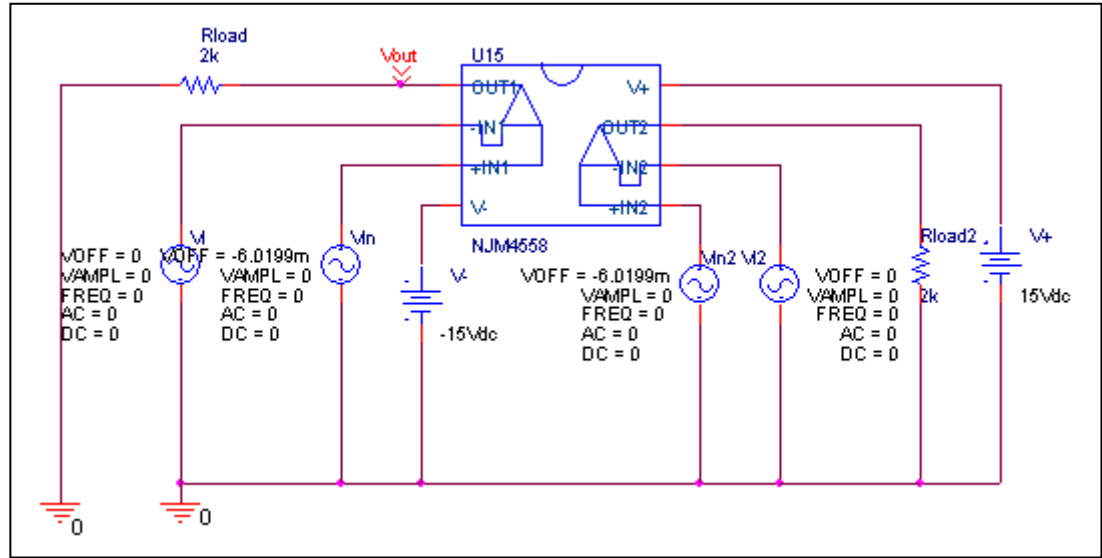 Rload
2k
Vout
U15
OUT1
-IN1
+IN1
V-
V+
OUT2
-IN2
+IN2
NJM4558
Vi
VOFF = 0
VAMPL = 0
FREQ = 0
AC = 0
DC = 0
Vin
VOFF = -6.0199m
VAMPL = 0
FREQ = 0
AC = 0
DC = 0
V-
-15Vdc
Vin2
VOFF = -6.0199m
VAMPL = 0
FREQ = 0
AC = 0
DC = 0
Vi2
VOFF = 0
VAMPL = 0
FREQ = 0
AC = 0
DC = 0
Rload2
2k
V+
15Vdc
0
0